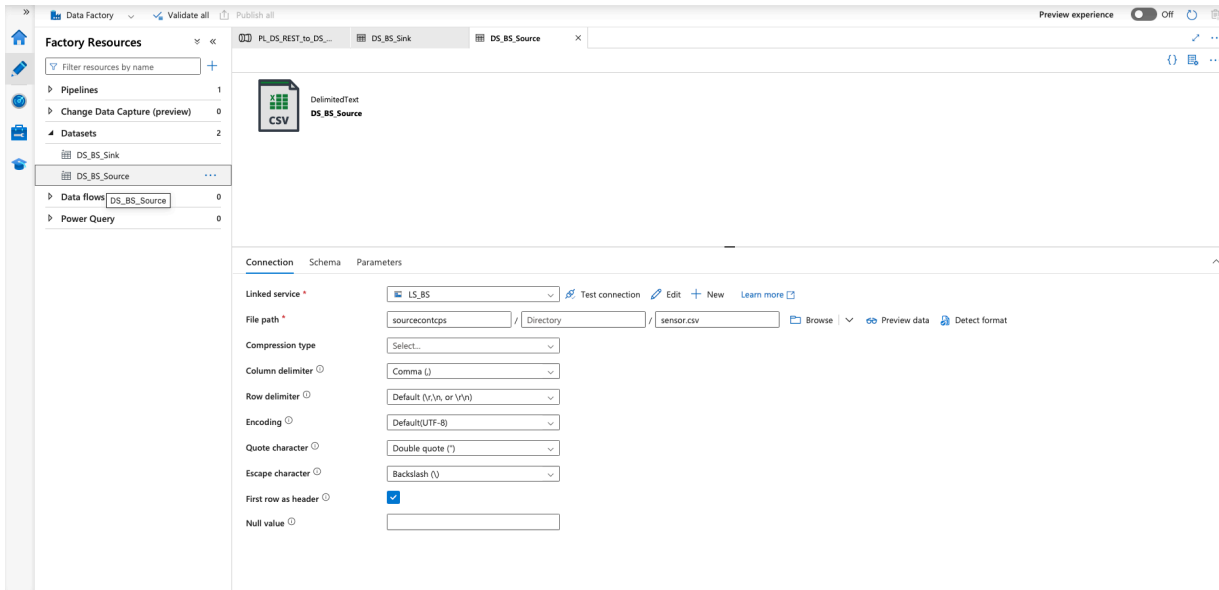 »
Data Factory
Validate all
Publish all
Preview experience
Off
Factory Resources
«
Filter resources by name
Pipelines 1
Change Data Capture (preview) 0
Datasets 2
DS_BS_Sink
DS_BS_Source ...
Data flows 0
DS_BS_Source
Power Query 0
PL_DS_REST_to_DS_...
DS_BS_Sink
DS_BS_Source
{}
CSV
DelimitedText
DS_BS_Source
Connection Schema Parameters
Linked service * LS_BS Test connection Edit New Learn more
File path * sourcecontcps / Directory / sensor.csv Browse Preview data Detect format
Compression type Select...
Column delimiter Comma (,)
Row delimiter Default (\r,\n, or \r\n)
Encoding Default(UTF-8)
Quote character Double quote (")
Escape character Backslash (\)
First row as header
Null value